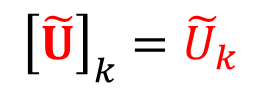 [Ũ]ₖ = Ũₖ